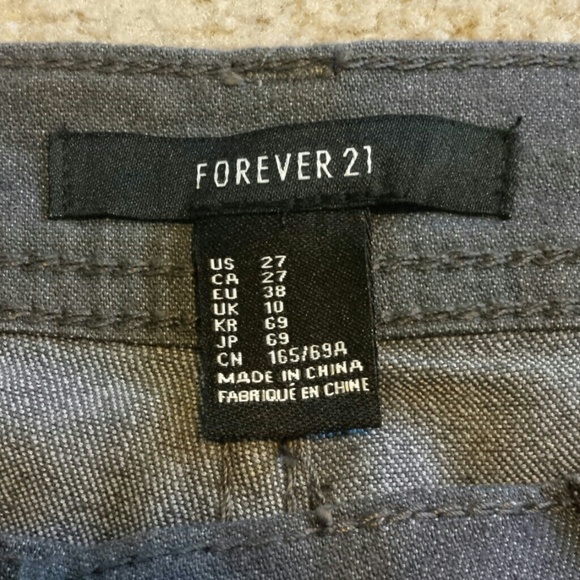 FOREVER 21
US 27
CA 27
EU 38
UK 10
KR 69
JP 69
CN 165/69A
MADE IN CHINA
FABRIQUÉ EN CHINE